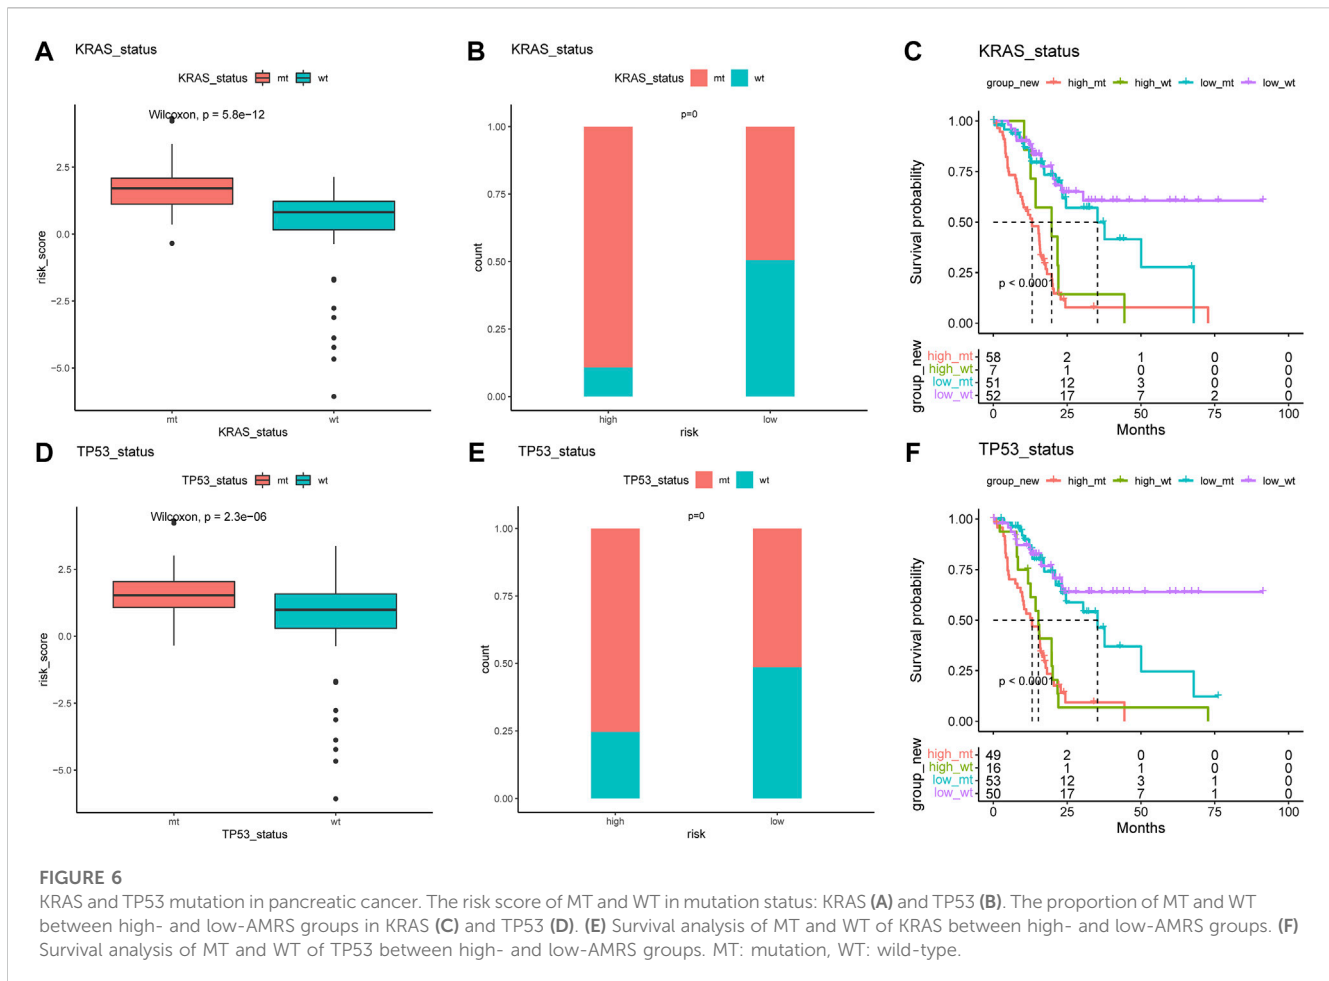 A KRAS_status
KRAS_status mt wt
Wilcoxon, p = 5.8e−12
2.5
0.0
−2.5
−5.0
risk_score
mt wt
KRAS_status
B KRAS_status
KRAS_status mt wt
p=0
1.00
0.75
0.50
0.25
0.00
count
high low
risk
C KRAS_status
group_new high_mt high_wt low_mt low_wt
1.00
0.75
0.50
0.25
0.00
Survival probability
p < 0.0001
group_new
high_mt 58 2 1 0 0
high_wt 7 1 0 0 0
low_mt 51 12 3 0 0
low_wt 52 17 7 2 0
0 25 50 75 100
Months
D TP53_status
TP53_status mt wt
Wilcoxon, p = 2.3e−06
2.5
0.0
−2.5
−5.0
risk_score
mt wt
TP53_status
E TP53_status
TP53_status mt wt
p=0
1.00
0.75
0.50
0.25
0.00
count
high low
risk
F TP53_status
group_new high_mt high_wt low_mt low_wt
1.00
0.75
0.50
0.25
0.00
Survival probability
p < 0.0001
group_new
high_mt 49 2 0 0 0
high_wt 16 1 1 0 0
low_mt 53 12 3 1 0
low_wt 50 17 7 1 0
0 25 50 75 100
Months
FIGURE 6
KRAS and TP53 mutation in pancreatic cancer. The risk score of MT and WT in mutation status: KRAS (A) and TP53 (B). The proportion of MT and WT
between high- and low-AMRS groups in KRAS (C) and TP53 (D). (E) Survival analysis of MT and WT of KRAS between high- and low-AMRS groups. (F)
Survival analysis of MT and WT of TP53 between high- and low-AMRS groups. MT: mutation, WT: wild-type.